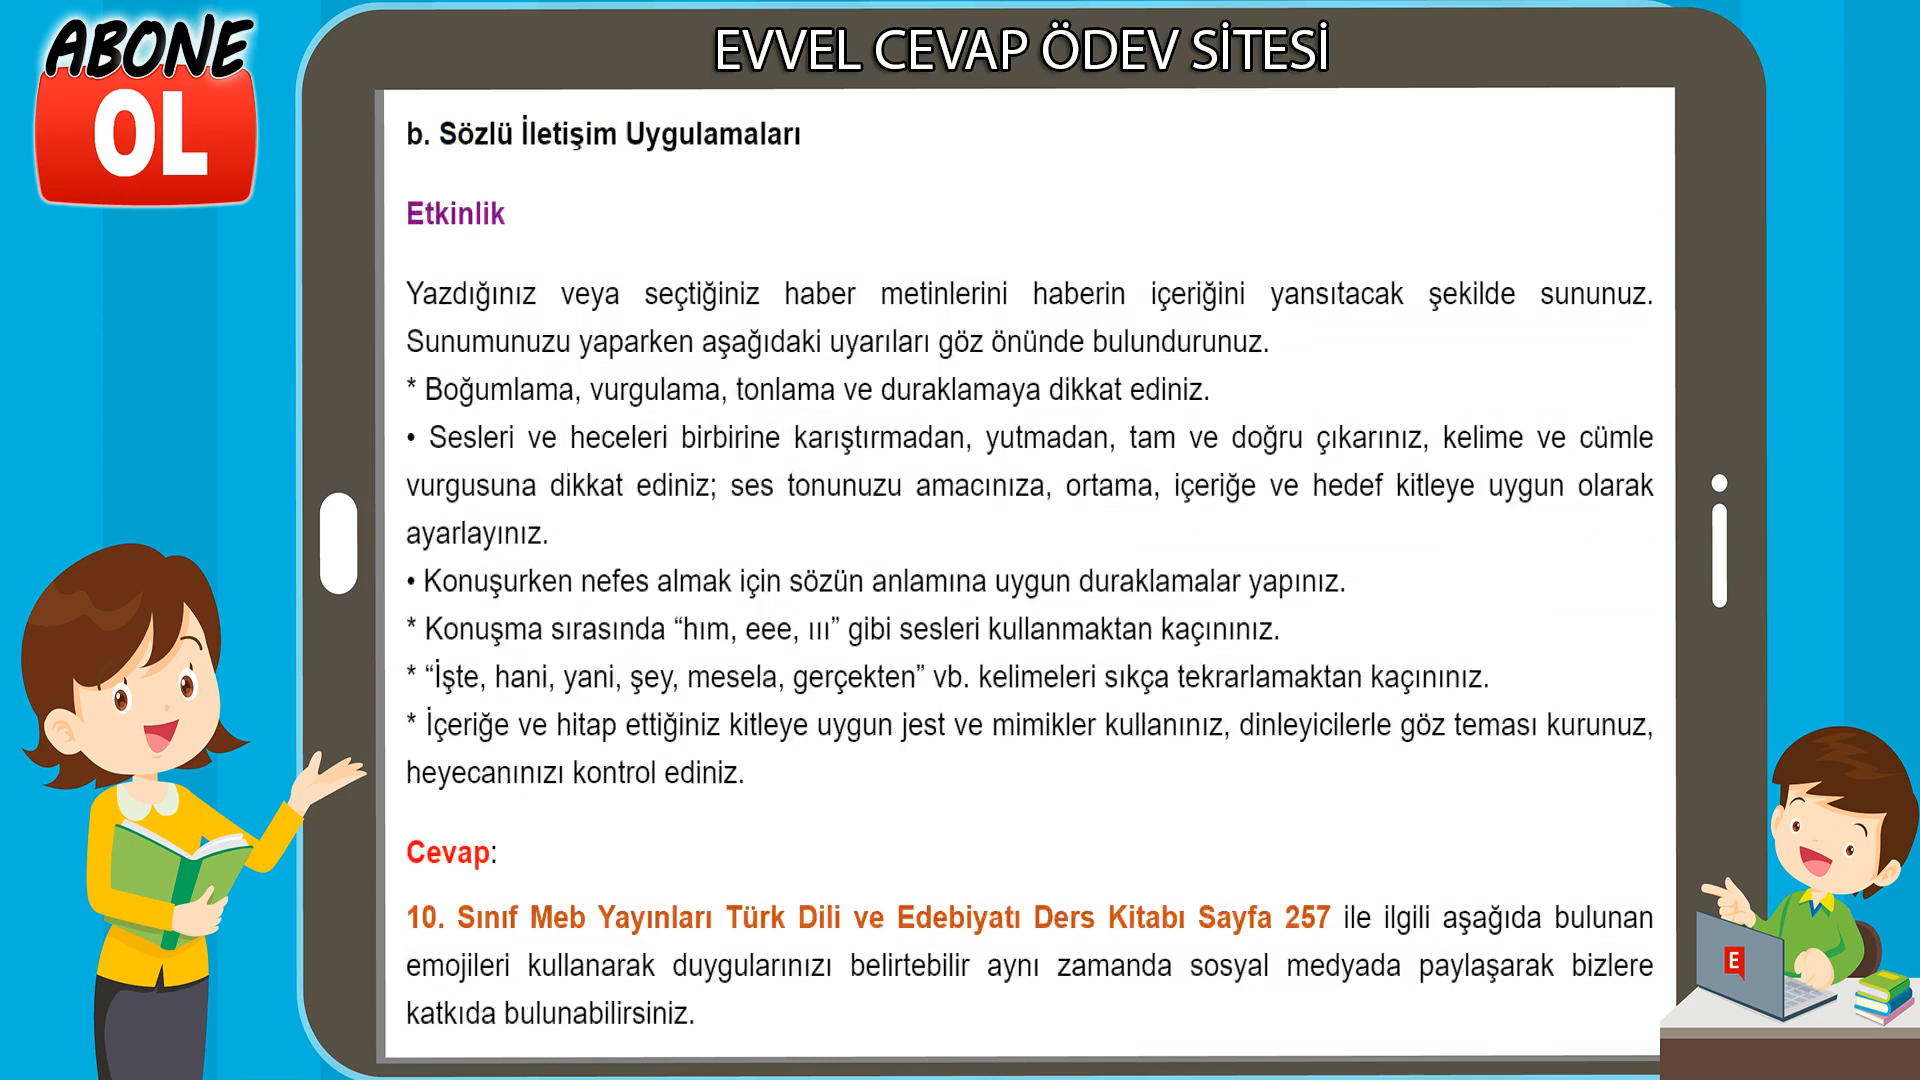 ABONE
OL
EVVEL CEVAP ÖDEV SİTESİ
b. Sözlü İletişim Uygulamaları
Etkinlik
Yazdığınız veya seçtiğiniz haber metinlerini haberin içeriğini yansıtacak şekilde sununuz.
Sunumunuzu yaparken aşağıdaki uyarıları göz önünde bulundurunuz.
* Boğumlama, vurgulama, tonlama ve duraklamaya dikkat ediniz.
• Sesleri ve heceleri birbirine karıştırmadan, yutmadan, tam ve doğru çıkarınız, kelime ve cümle
vurgusuna dikkat ediniz; ses tonunuzu amacınıza, ortama, içeriğe ve hedef kitleye uygun olarak
ayarlayınız.
• Konuşurken nefes almak için sözün anlamına uygun duraklamalar yapınız.
* Konuşma sırasında “hım, eee, ııı” gibi sesleri kullanmaktan kaçınınız.
* “İşte, hani, yani, şey, mesela, gerçekten” vb. kelimeleri sıkça tekrarlamaktan kaçınınız.
* İçeriğe ve hitap ettiğiniz kitleye uygun jest ve mimikler kullanınız, dinleyicilerle göz teması kurunuz,
heyecanınızı kontrol ediniz.
Cevap:
10. Sınıf Meb Yayınları Türk Dili ve Edebiyatı Ders Kitabı Sayfa 257 ile ilgili aşağıda bulunan
emojileri kullanarak duygularınızı belirtebilir aynı zamanda sosyal medyada paylaşarak bizlere
katkıda bulunabilirsiniz.
E